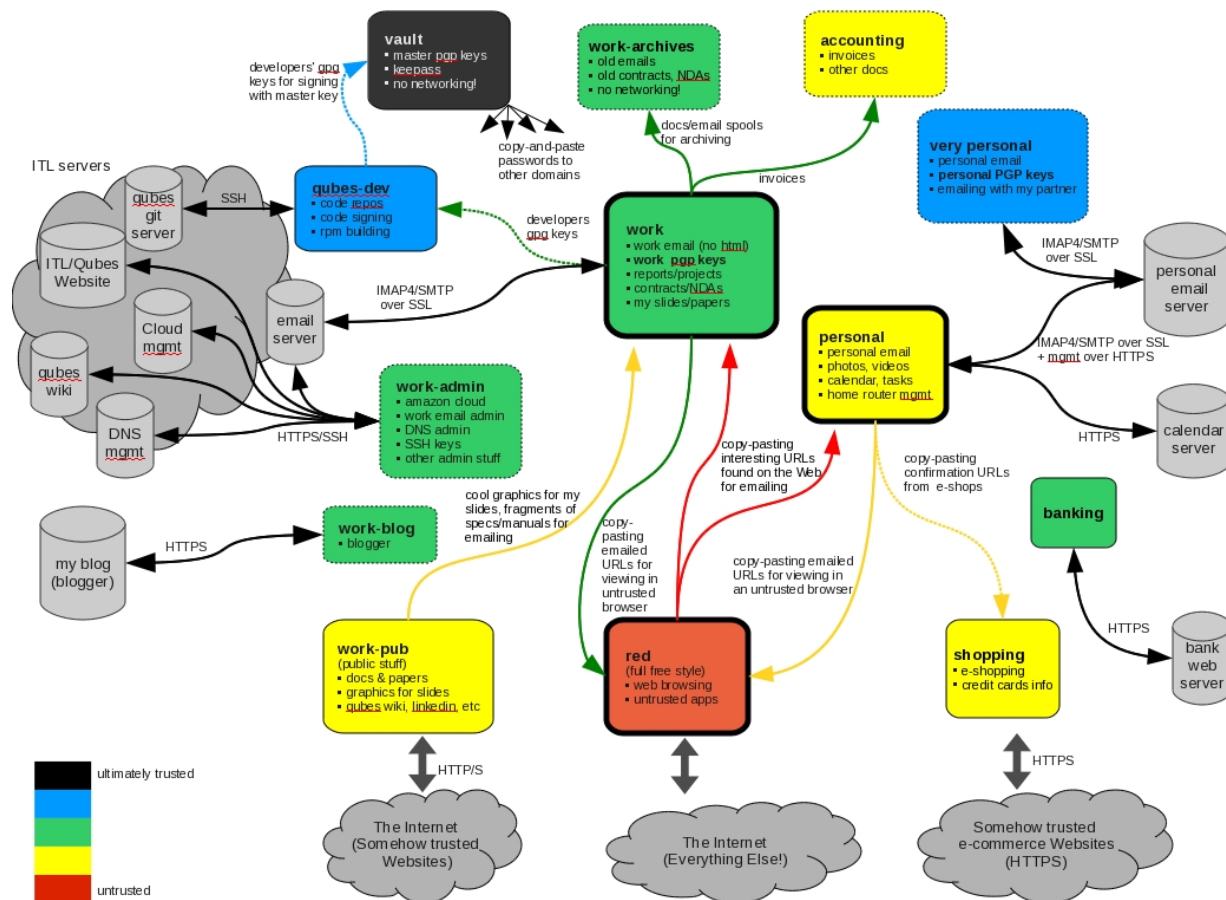 vault
▪ master pgp keys
▪ keepass
▪ no networking!
work-archives
▪ old emails
▪ old contracts, NDAs
▪ no networking!
accounting
▪ invoices
▪ other docs
developers' gpg
keys for signing
with master key
copy-and-paste
passwords to
other domains
docs/email spools
for archiving
invoices
very personal
▪ personal email
▪ personal PGP keys
▪ emailing with my partner
ITL servers
qubes
git
server
SSH
qubes-dev
▪ code repos
▪ code signing
▪ rpm building
developers
gpg keys
work
▪ work email (no html)
▪ work pgp keys
▪ reports/projects
▪ contracts/NDAs
▪ my slides/papers
IMAP4/SMTP
over SSL
personal
email
server
ITL/Qubes
Website
IMAP4/SMTP
over SSL
email
server
Cloud
mgmt
qubes
wiki
DNS
mgmt
HTTPS/SSH
work-admin
▪ amazon cloud
▪ work email admin
▪ DNS admin
▪ SSH keys
▪ other admin stuff
personal
▪ personal email
▪ photos, videos
▪ calendar, tasks
▪ home router mgmt
IMAP4/SMTP over SSL
+ mgmt over HTTPS
HTTPS
calendar
server
copy-pasting
interesting URLs
found on the Web
for emailing
copy-pasting
confirmation URLs
from e-shops
cool graphics for my
slides, fragments of
specs/manuals for
emailing
banking
my blog
(blogger)
HTTPS
work-blog
▪ blogger
copy-
pasting
emailed
URLs for
viewing in
untrusted
browser
copy-pasting emailed
URLs for viewing in
an untrusted browser
HTTPS
bank
web
server
work-pub
(public stuff)
▪ docs & papers
▪ graphics for slides
▪ qubes wiki, linkedin, etc
red
(full free style)
▪ web browsing
▪ untrusted apps
shopping
▪ e-shopping
▪ credit cards info
HTTP/S
HTTPS
ultimately trusted
untrusted
The Internet
(Somehow trusted
Websites)
The Internet
(Everything Else!)
Somehow trusted
e-commerce Websites
(HTTPS)